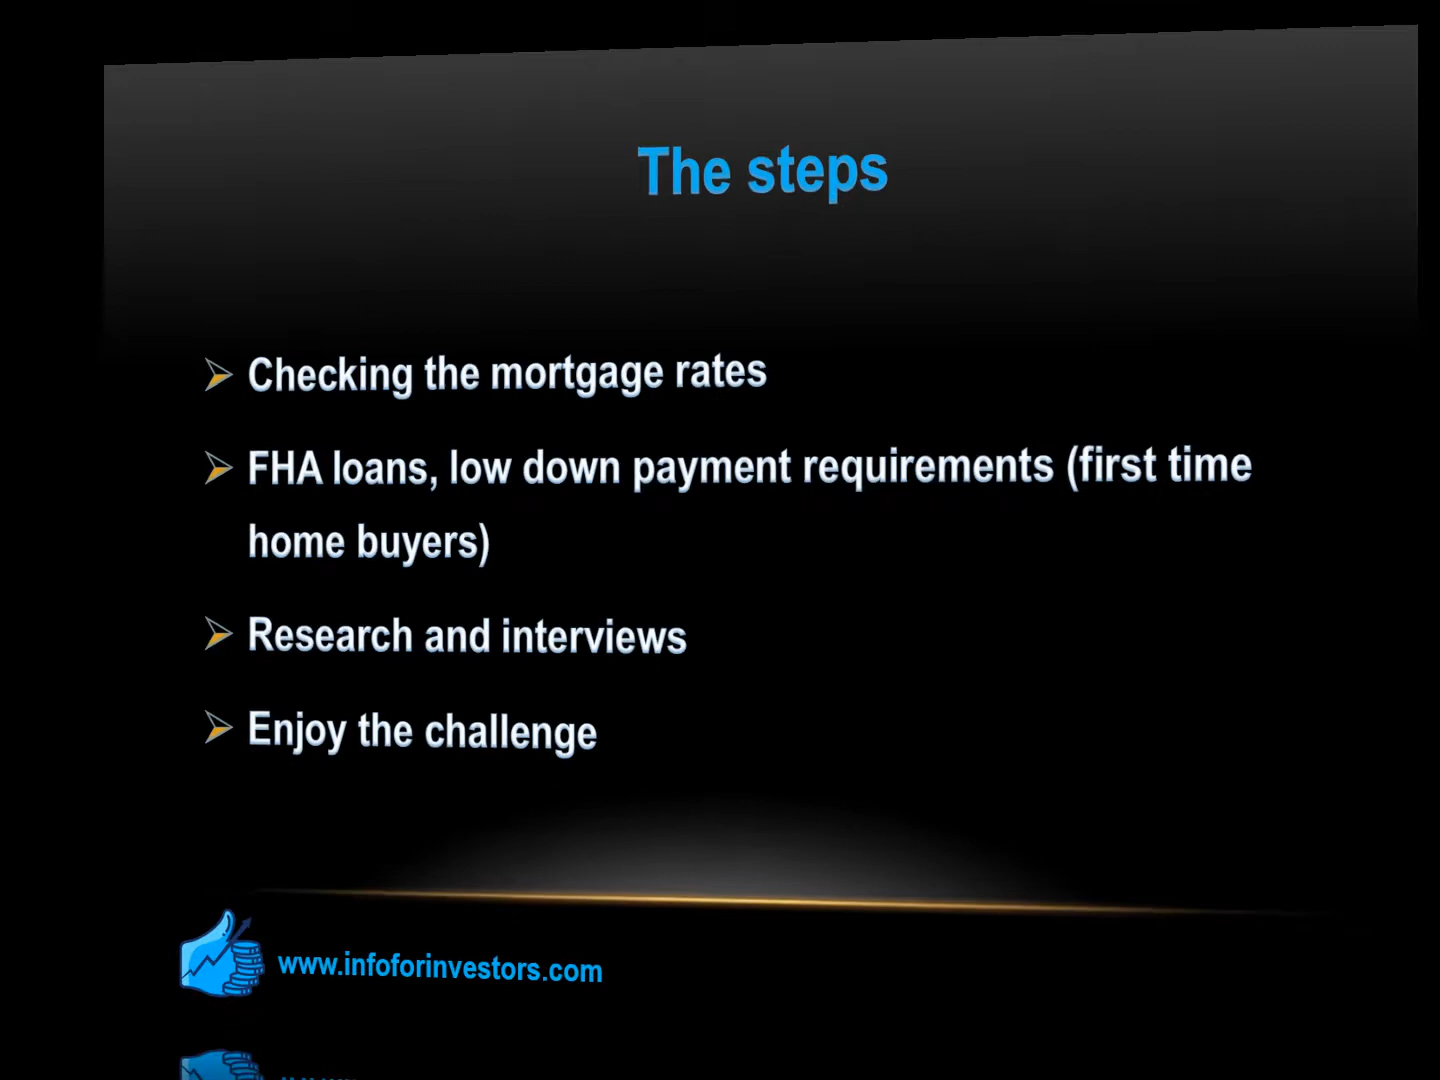 The steps
Checking the mortgage rates
FHA loans, low down payment requirements (first time
home buyers)
Research and interviews
Enjoy the challenge
www.infoforinvestors.com